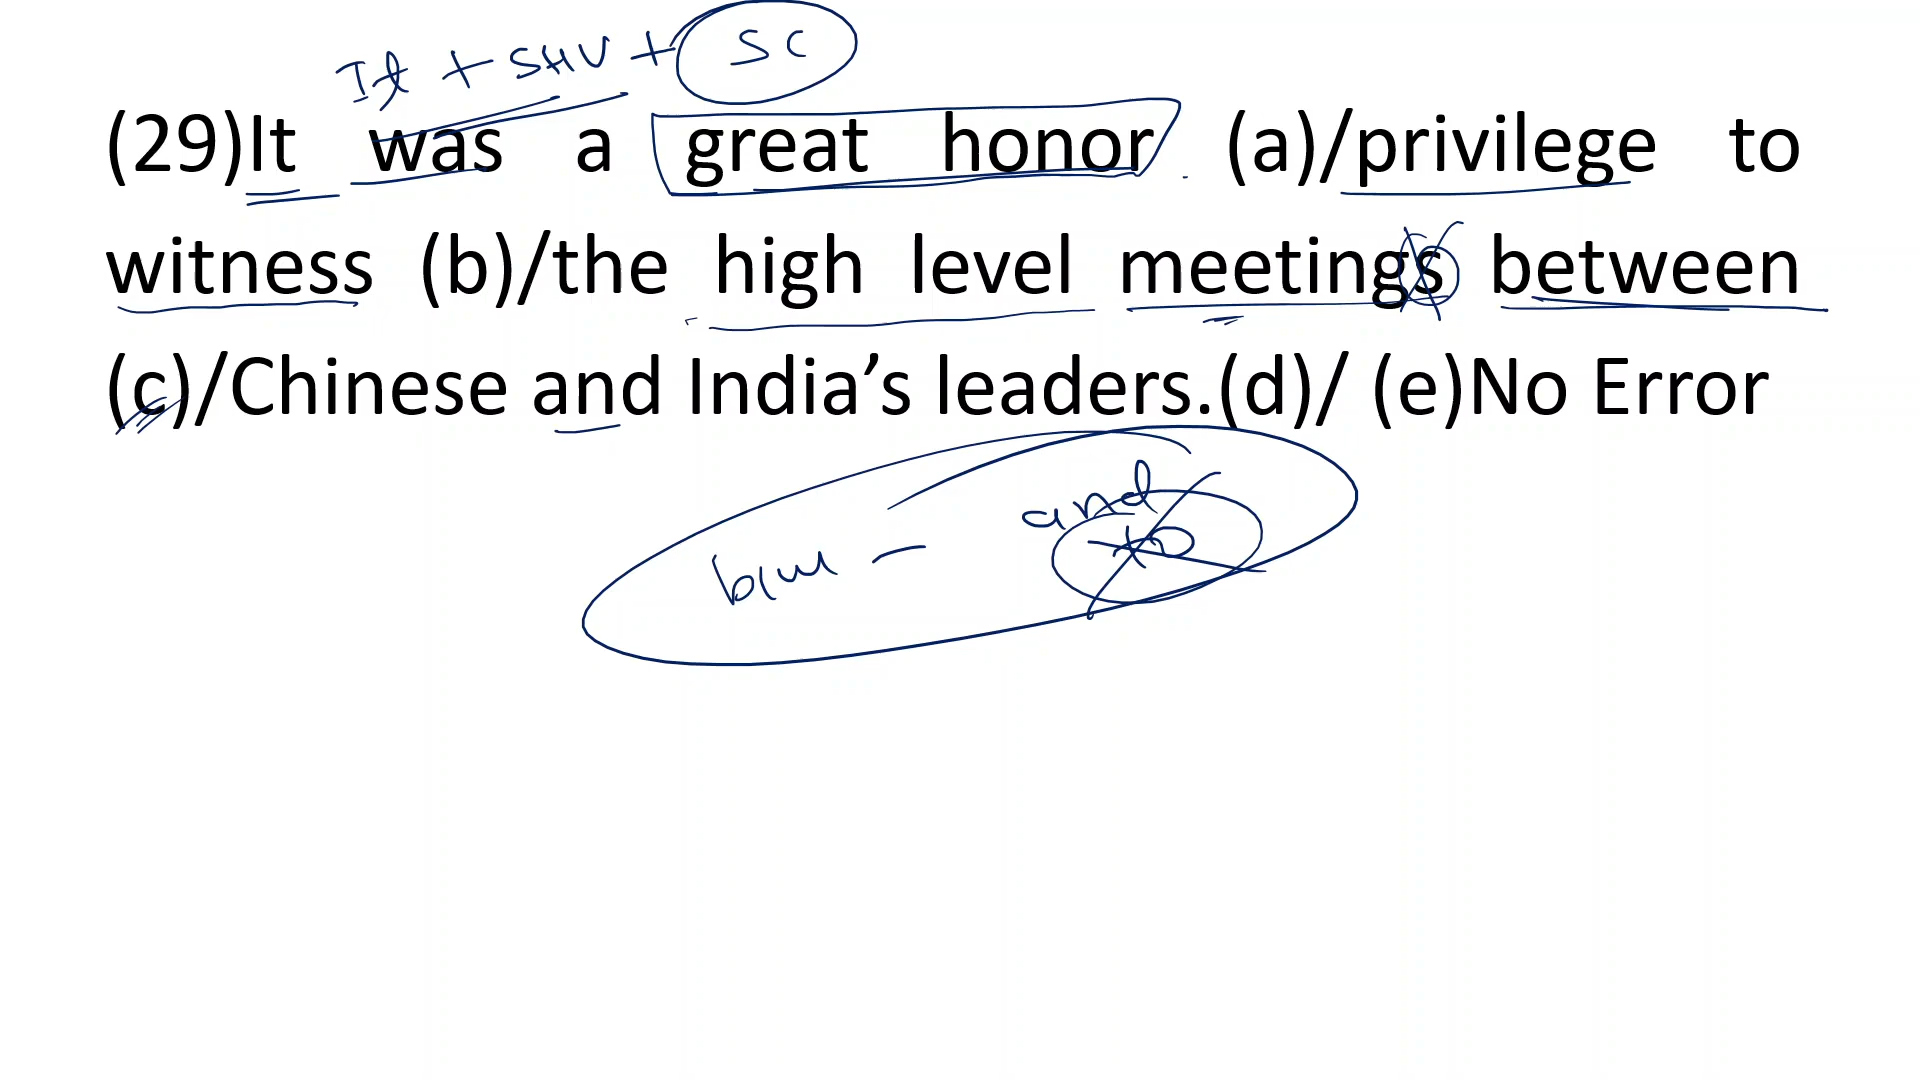 It + SHV + SC
(29)It was a great honor (a)/privilege to
witness (b)/the high level meetings between
(c)/Chinese and India’s leaders.(d)/ (e)No Error
and
to